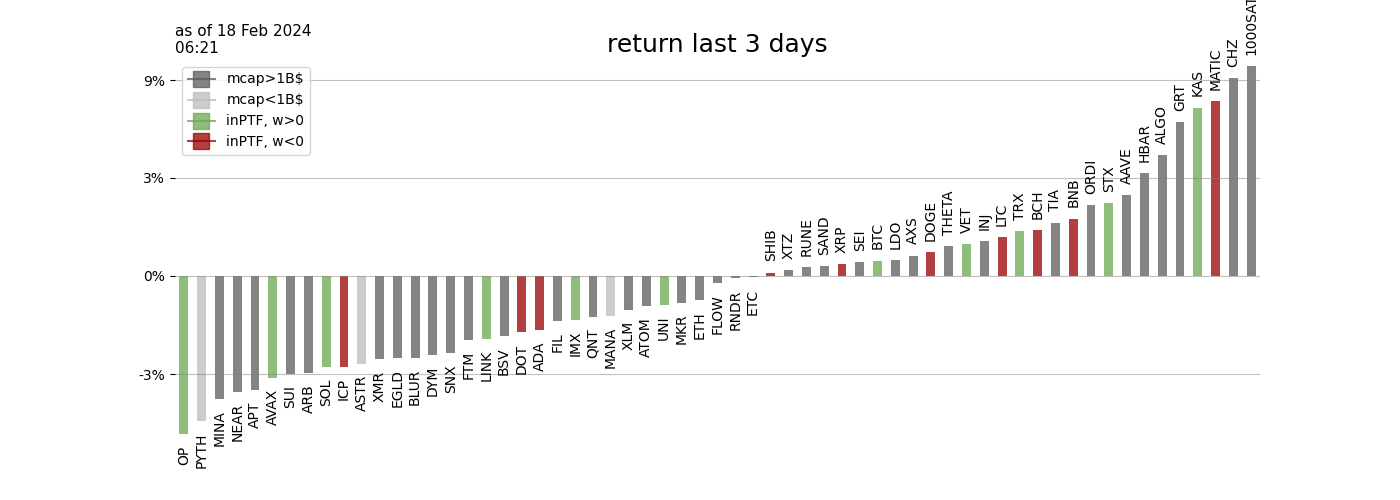 as of 18 Feb 2024
06:21
return last 3 days
mcap>1B$
mcap<1B$
inPTF, w>0
inPTF, w<0
9%
3%
0%
-3%
OP
PYTH
MINA
NEAR
APT
AVAX
SUI
ARB
SOL
ICP
ASTR
XMR
EGLD
BLUR
DYM
SNX
FTM
LINK
BSV
DOT
ADA
FIL
IMX
QNT
MANA
XLM
ATOM
UNI
MKR
ETH
FLOW
RNDR
ETC
SHIB
XTZ
RUNE
SAND
XRP
SEI
BTC
LDO
AXS
DOGE
THETA
VET
INJ
LTC
TRX
BCH
TIA
BNB
ORDI
STX
AAVE
HBAR
ALGO
GRT
KAS
MATIC
CHZ
1000SAT